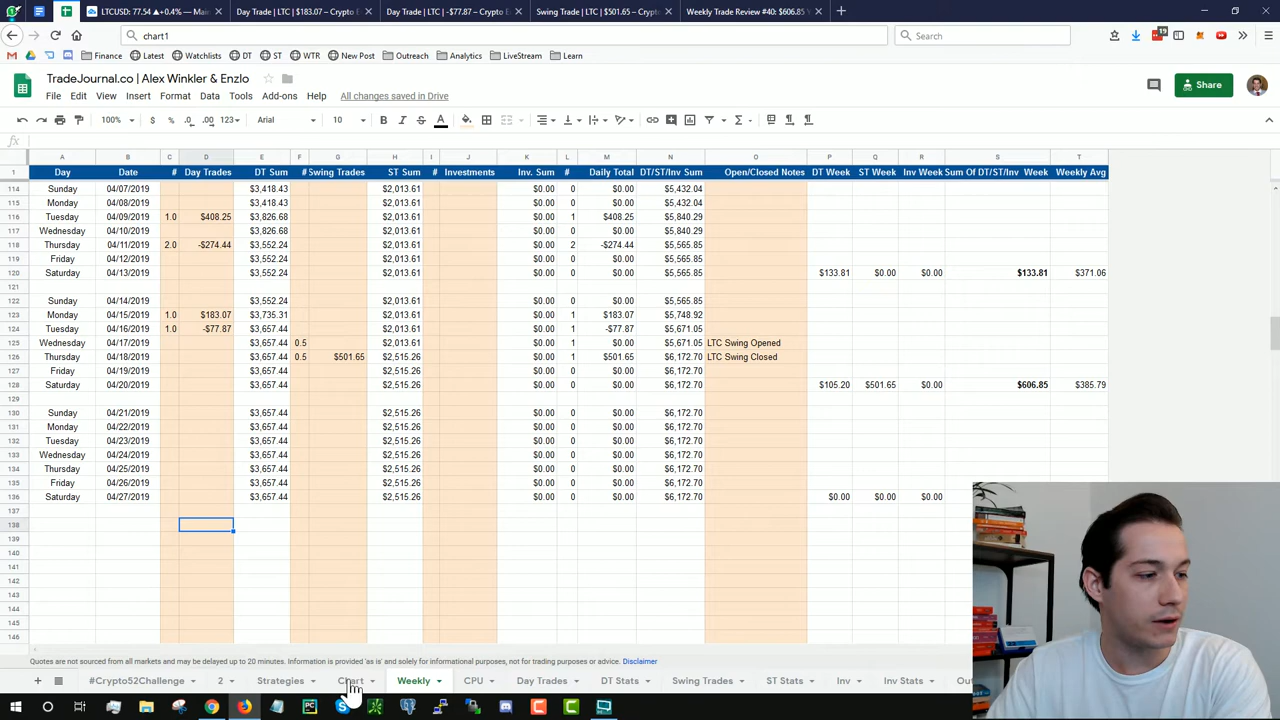 LTCUSD: 77.54 ▲+0.4% — Main
Day Trade | LTC | $183.07 – Crypto E
Day Trade | LTC | -$77.87 – Crypto E
Swing Trade | LTC | $501.65 – Crypto
Weekly Trade Review #40: $606.85
chart1
Search
Finance Latest Watchlists DT ST WTR New Post Outreach Analytics LiveStream Learn
TradeJournal.co | Alex Winkler & Enzlo
File Edit View Insert Format Data Tools Add-ons Help All changes saved in Drive
Share
100% $ % .0 .00 123 Arial 10 B I S A
fx
A B C D E F G H I J K L M N O P Q R S T
1 Day Date # Day Trades DT Sum # Swing Trades ST Sum # Investments Inv. Sum # Daily Total DT/ST/Inv Sum Open/Closed Notes DT Week ST Week Inv Week Sum Of DT/ST/Inv Week Weekly Avg
114 Sunday 04/07/2019 $3,418.43 $2,013.61 $0.00 0 $0.00 $5,432.04
115 Monday 04/08/2019 $3,418.43 $2,013.61 $0.00 0 $0.00 $5,432.04
116 Tuesday 04/09/2019 1.0 $408.25 $3,826.68 $2,013.61 $0.00 1 $408.25 $5,840.29
117 Wednesday 04/10/2019 $3,826.68 $2,013.61 $0.00 0 $0.00 $5,840.29
118 Thursday 04/11/2019 2.0 -$274.44 $3,552.24 $2,013.61 $0.00 2 -$274.44 $5,565.85
119 Friday 04/12/2019 $3,552.24 $2,013.61 $0.00 0 $0.00 $5,565.85
120 Saturday 04/13/2019 $3,552.24 $2,013.61 $0.00 0 $0.00 $5,565.85 $133.81 $0.00 $0.00 $133.81 $371.06
121
122 Sunday 04/14/2019 $3,552.24 $2,013.61 $0.00 0 $0.00 $5,565.85
123 Monday 04/15/2019 1.0 $183.07 $3,735.31 $2,013.61 $0.00 1 $183.07 $5,748.92
124 Tuesday 04/16/2019 1.0 -$77.87 $3,657.44 $2,013.61 $0.00 1 -$77.87 $5,671.05
125 Wednesday 04/17/2019 $3,657.44 0.5 $2,013.61 $0.00 1 $0.00 $5,671.05 LTC Swing Opened
126 Thursday 04/18/2019 $3,657.44 0.5 $501.65 $2,515.26 $0.00 1 $501.65 $6,172.70 LTC Swing Closed
127 Friday 04/19/2019 $3,657.44 $2,515.26 $0.00 0 $0.00 $6,172.70
128 Saturday 04/20/2019 $3,657.44 $2,515.26 $0.00 0 $0.00 $6,172.70 $105.20 $501.65 $0.00 $606.85 $385.79
129
130 Sunday 04/21/2019 $3,657.44 $2,515.26 $0.00 0 $0.00 $6,172.70
131 Monday 04/22/2019 $3,657.44 $2,515.26 $0.00 0 $0.00 $6,172.70
132 Tuesday 04/23/2019 $3,657.44 $2,515.26 $0.00 0 $0.00 $6,172.70
133 Wednesday 04/24/2019 $3,657.44 $2,515.26 $0.00 0 $0.00 $6,172.70
134 Thursday 04/25/2019 $3,657.44 $2,515.26 $0.00 0 $0.00 $6,172.70
135 Friday 04/26/2019 $3,657.44 $2,515.26 $0.00 0 $0.00 $6,172.70
136 Saturday 04/27/2019 $3,657.44 $2,515.26 $0.00 0 $0.00 $6,172.70 $0.00 $0.00 $0.00
137
138
139
140
141
142
143
144
145
146
Quotes are not sourced from all markets and may be delayed up to 20 minutes. Information is provided 'as is' and solely for informational purposes, not for trading purposes or advice. Disclaimer
#Crypto52Challenge 2 Strategies Chart Weekly CPU Day Trades DT Stats Swing Trades ST Stats Inv Inv Stats